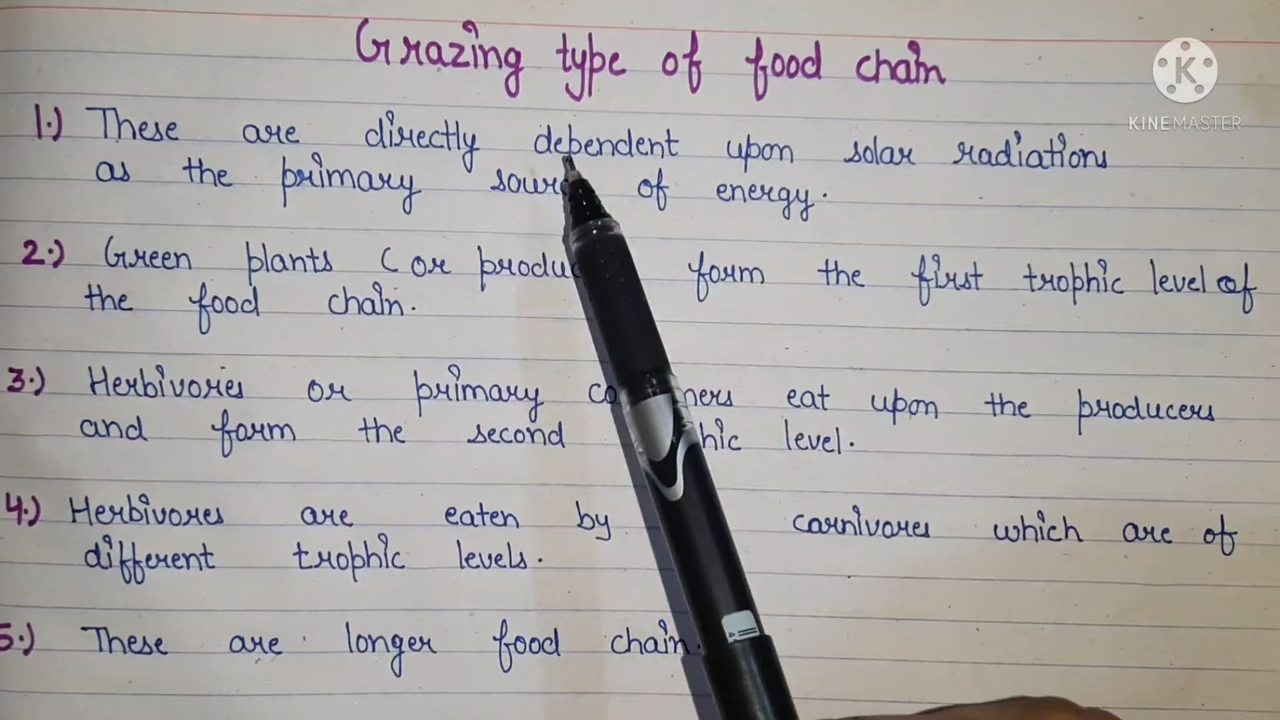 Grazing type of food chain
KINEMASTER
1.) These are directly dependent upon solar radiations
as the primary of energy.
2.) Green plants (or form the first trophic level of
the food chain.
3.) Herbivories or primary eat upon the producers
and form the second level.
4.) Herbivores are eaten by carnivores which are of
different trophic levels.
5.) These are longer food chain.